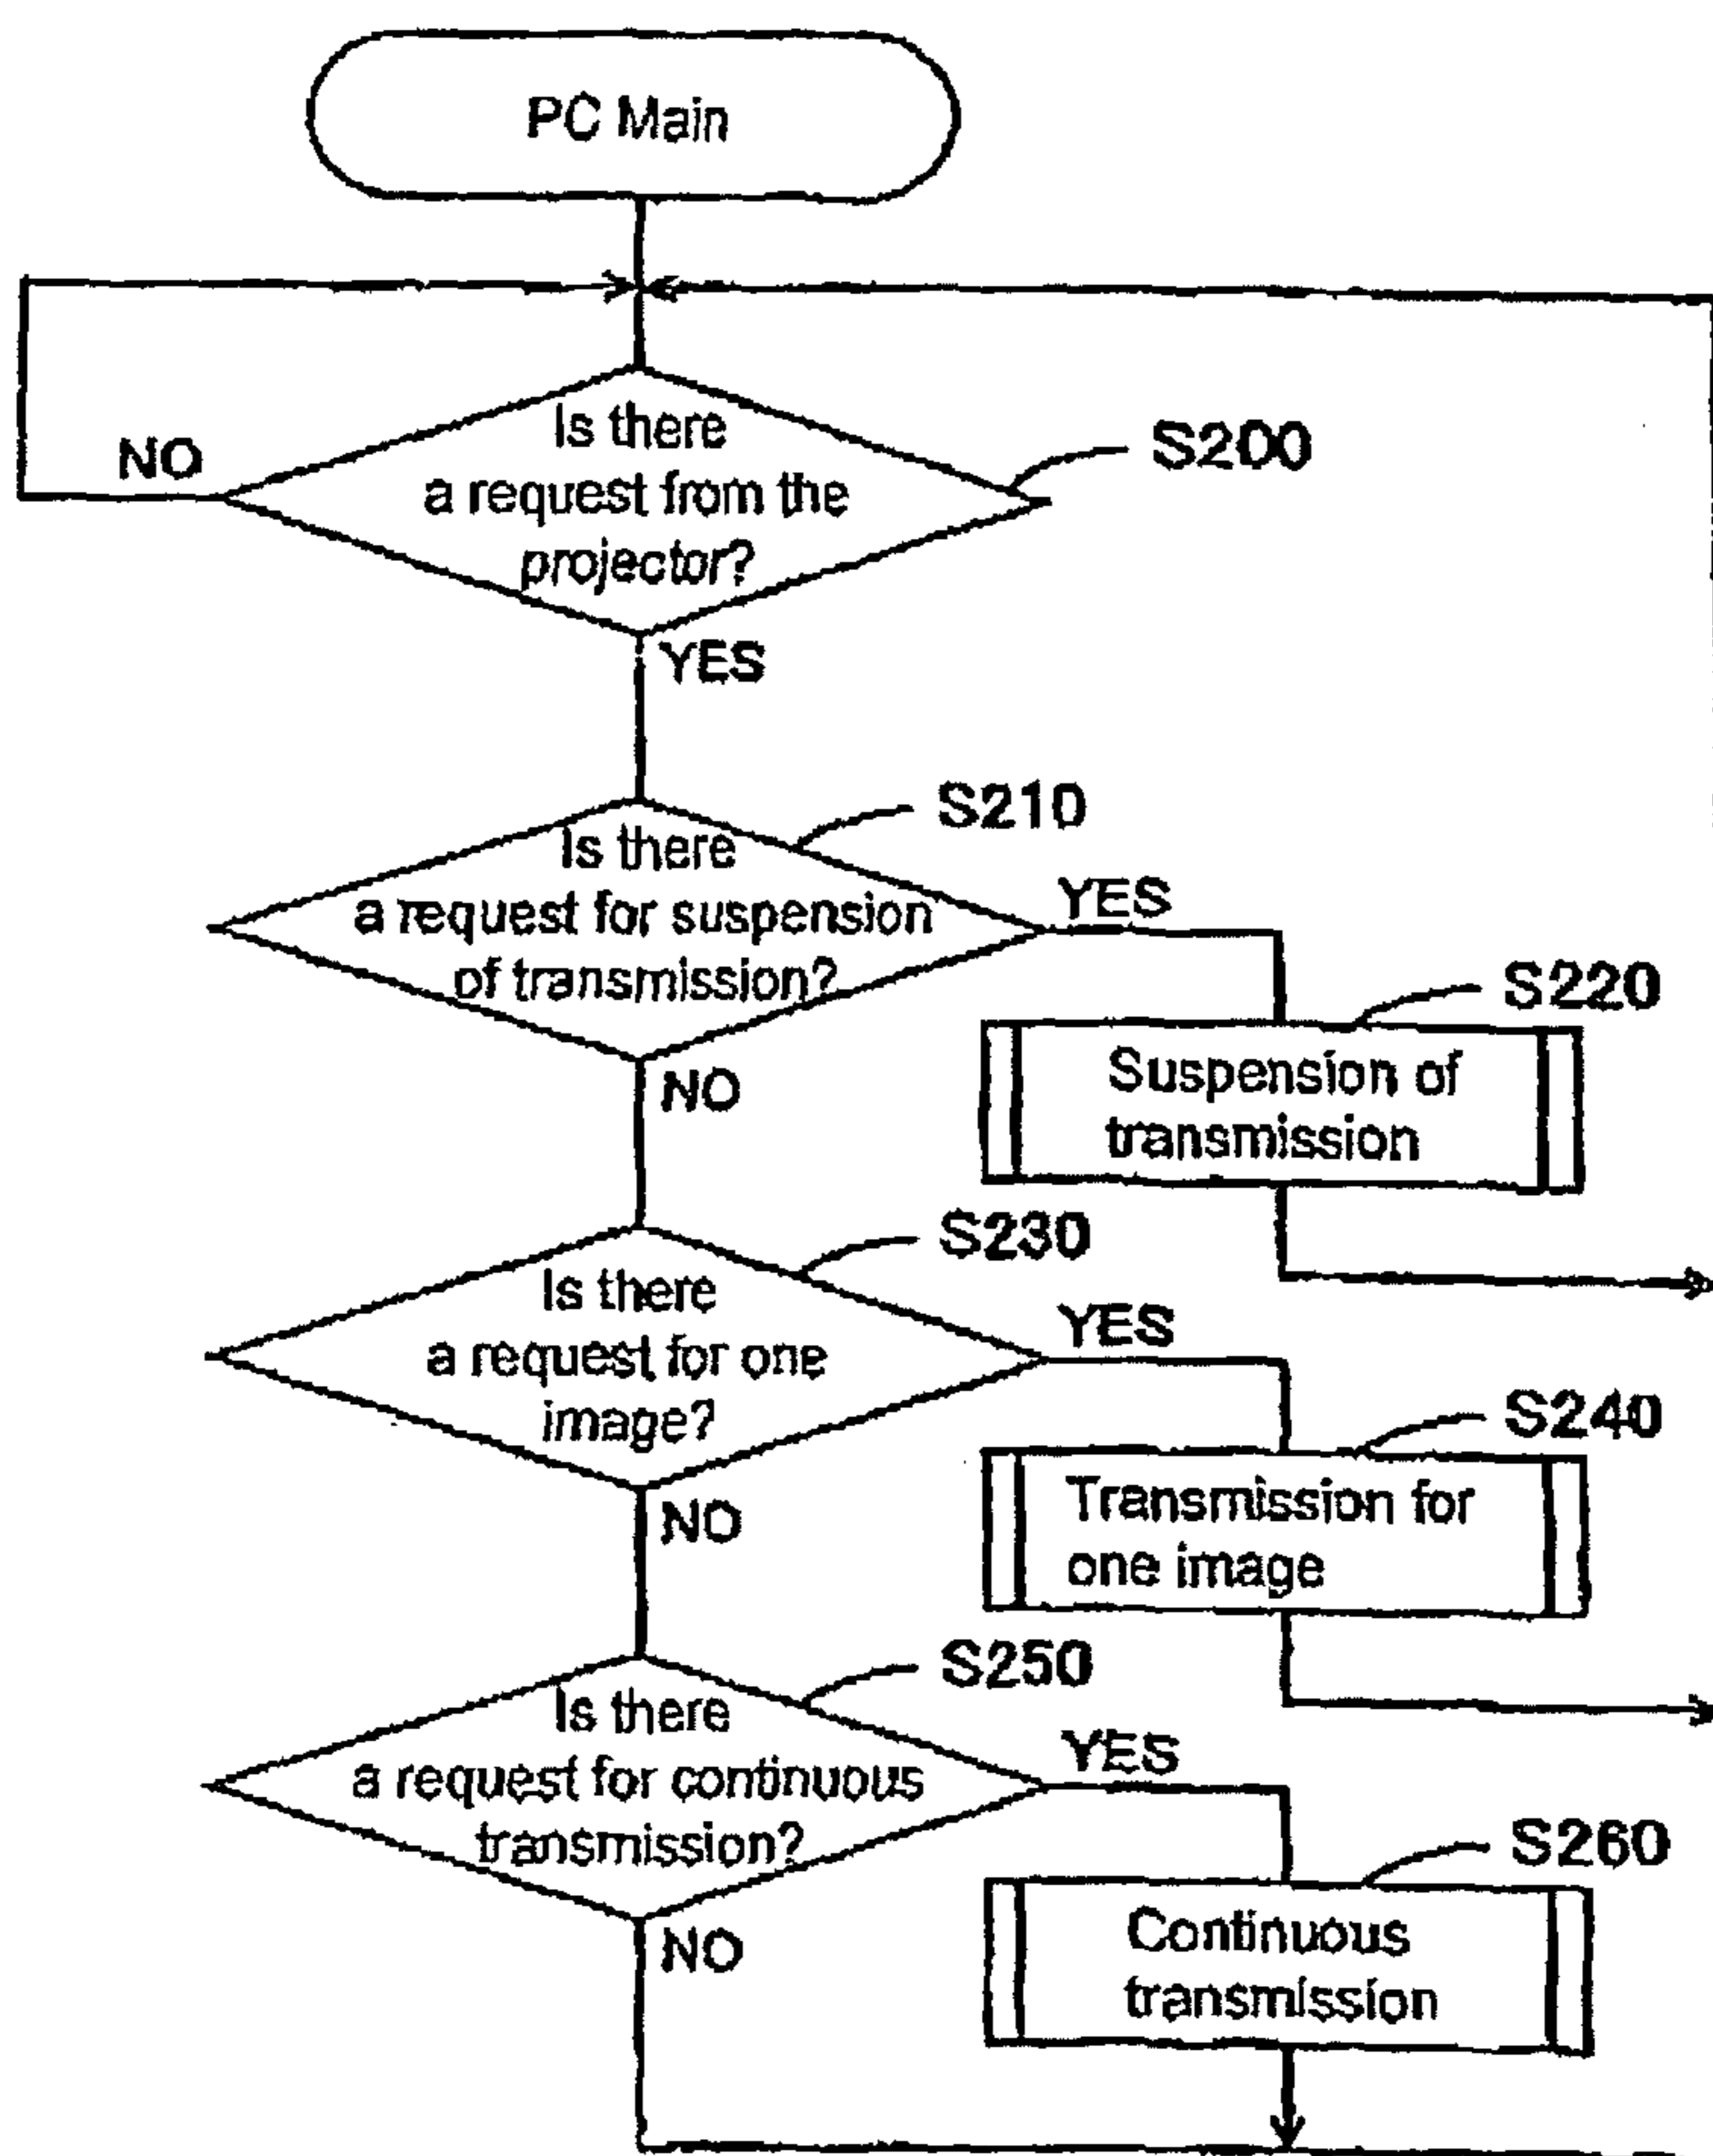 PC Main
Is there
a request from the
projector?
S200
NO
YES
Is there
a request for suspension
of transmission?
S210
YES
NO
S220
Suspension of
transmission
Is there
a request for one
image?
S230
YES
NO
S240
Transmission for
one image
Is there
a request for continuous
transmission?
S250
YES
NO
S260
Continuous
transmission